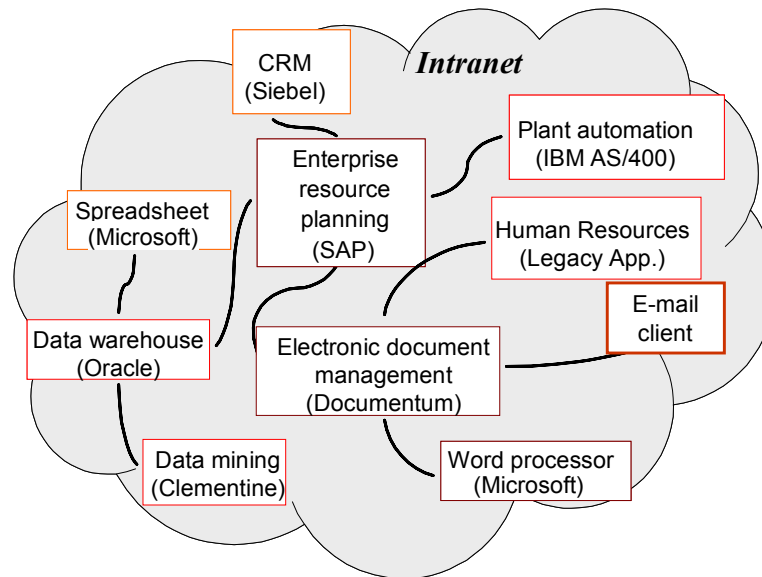 CRM
(Siebel)
Intranet
Plant automation
(IBM AS/400)
Enterprise
resource
planning
(SAP)
Spreadsheet
(Microsoft)
Human Resources
(Legacy App.)
E-mail
client
Data warehouse
(Oracle)
Electronic document
management
(Documentum)
Data mining
(Clementine)
Word processor
(Microsoft)